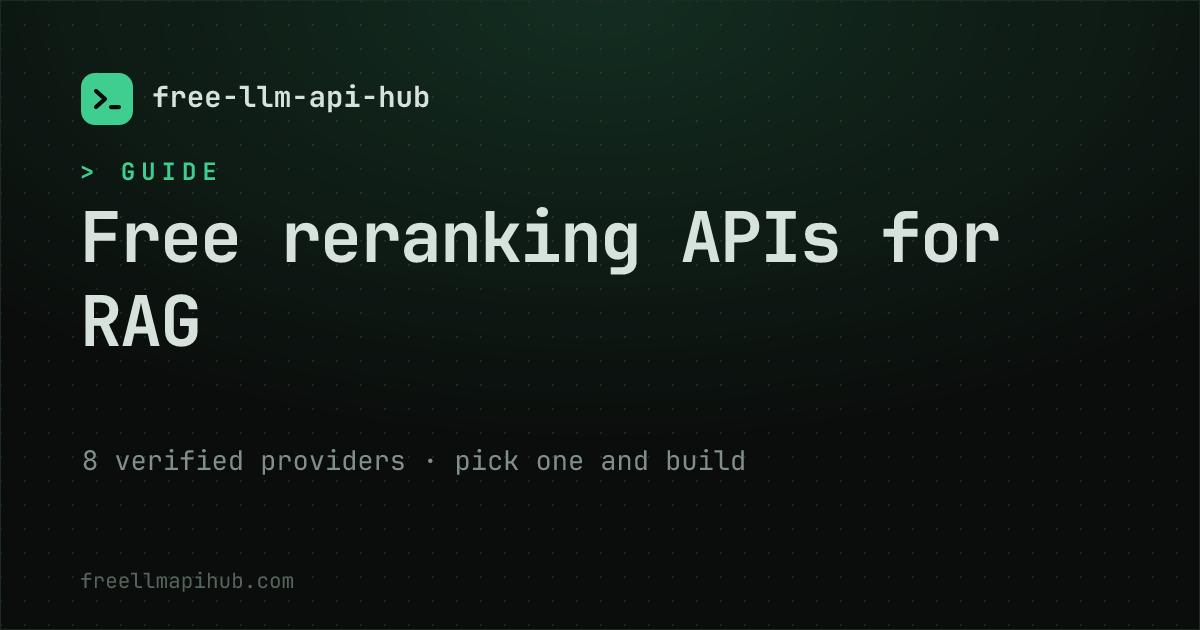 free-llm-api-hub
> GUIDE
Free reranking APIs for
RAG
8 verified providers · pick one and build
freellmapihub.com